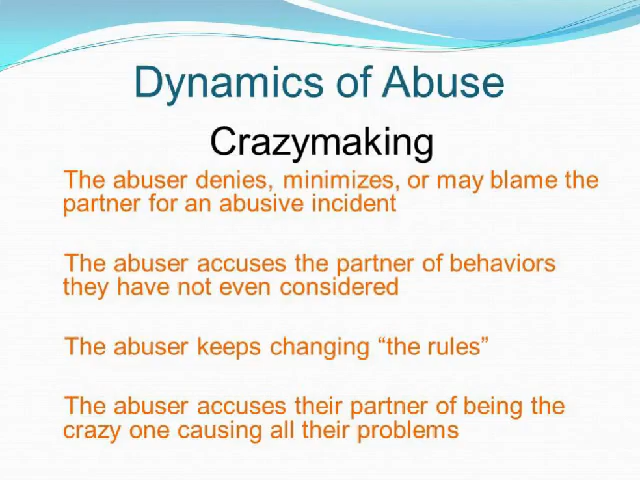 Dynamics of Abuse
Crazymaking
The abuser denies, minimizes, or may blame the
partner for an abusive incident
The abuser accuses the partner of behaviors
they have not even considered
The abuser keeps changing “the rules”
The abuser accuses their partner of being the
crazy one causing all their problems